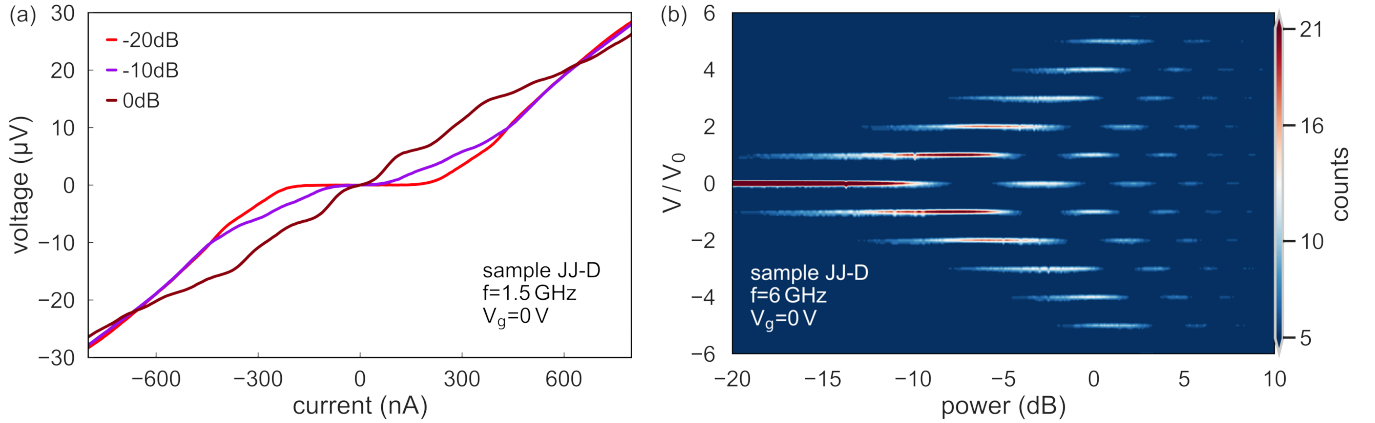 (a)
30
20
10
0
−10
−20
−30
voltage (µV)
-20dB
-10dB
0dB
sample JJ-D
f=1.5 GHz
Vg=0 V
−600 −300 0 300 600
current (nA)
(b)
6
4
2
0
−2
−4
−6
V / V0
sample JJ-D
f=6 GHz
Vg=0 V
−20 −15 −10 −5 0 5 10
power (dB)
21
16
10
5
counts